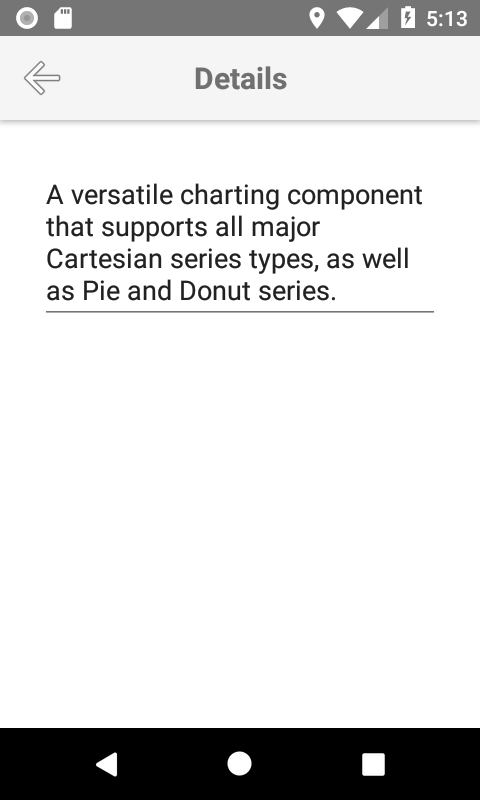 5:13
Details
A versatile charting component
that supports all major
Cartesian series types, as well
as Pie and Donut series.